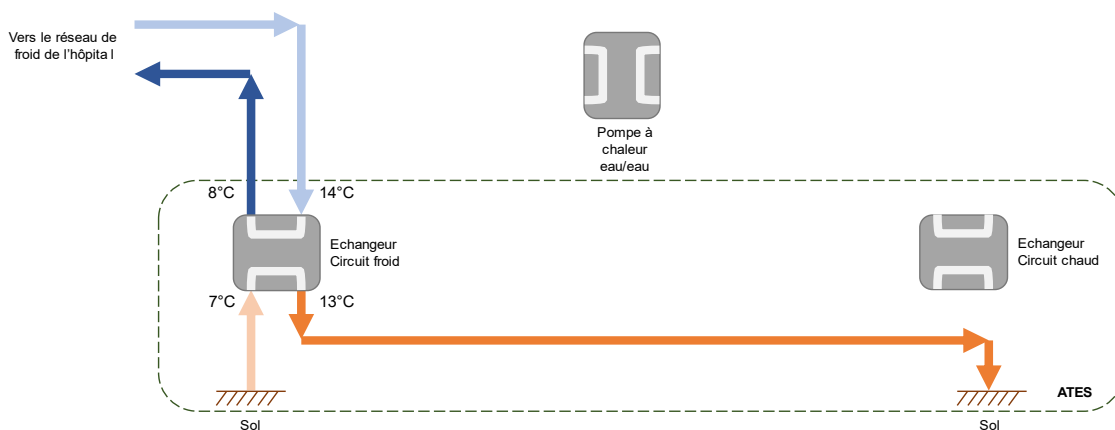 Vers le réseau de
froid de l'hôpita l
Pompe à
chaleur
eau/eau
8°C
14°C
Echangeur
Circuit froid
Echangeur
Circuit chaud
7°C
13°C
ATES
Sol
Sol